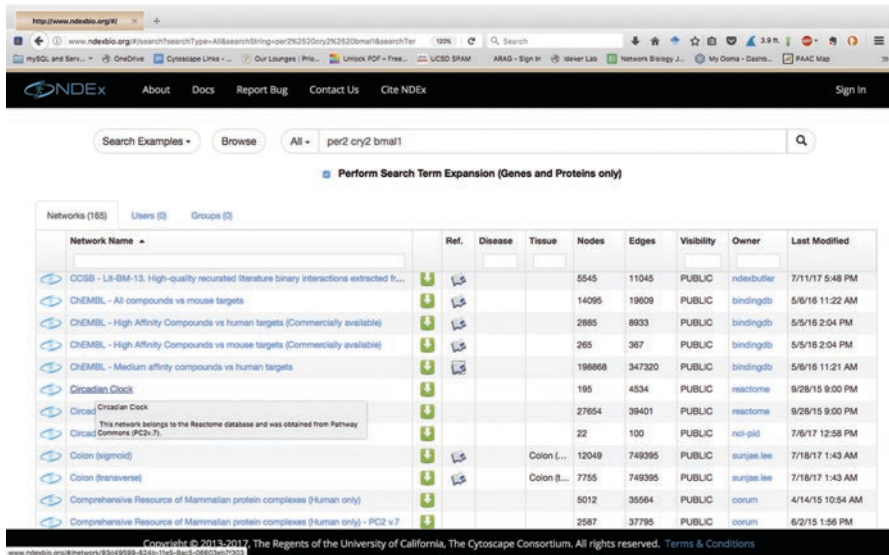 http://www.ndexbio.org/#/
www.ndexbio.org/#/search?searchType=All&searchString=per2%2520cry2%2520bmal1&searchTer 120% Search 3.9 ft.
mySQL and Serv... OneDrive Cytoscape Links - ... Our Lounges | Prio... Unlock PDF - Free... UCSD SPAM ARAG - Sign In Ideker Lab Network Biology J... My Ooma - Dashb... PAAC Map
NDEx About Docs Report Bug Contact Us Cite NDEx Sign In
Search Examples Browse All per2 cry2 bmal1
Perform Search Term Expansion (Genes and Proteins only)
Networks (165) Users (0) Groups (0)
Network Name Ref. Disease Tissue Nodes Edges Visibility Owner Last Modified
CCSB - Lit-BM-13. High-quality recurated literature binary interactions extracted fr... 5545 11045 PUBLIC ndexbutler 7/11/17 5:48 PM
ChEMBL - All compounds vs mouse targets 14095 19609 PUBLIC bindingdb 5/6/16 11:22 AM
ChEMBL - High Affinity Compounds vs human targets (Commercially available) 2885 8933 PUBLIC bindingdb 5/5/16 2:04 PM
ChEMBL - High Affinity Compounds vs mouse targets (Commercially available) 265 367 PUBLIC bindingdb 5/5/16 2:04 PM
ChEMBL - Medium affinty compounds vs human targets 198868 347320 PUBLIC bindingdb 5/6/16 11:21 AM
Circadian Clock 195 4534 PUBLIC reactome 9/28/15 9:00 PM
Circad 27654 39401 PUBLIC reactome 9/28/15 9:00 PM
Circadian Clock
This network belongs to the Reactome database and was obtained from Pathway
Commons (PC2v.7).
Circad 22 100 PUBLIC nci-pid 7/6/17 12:58 PM
Colon (sigmoid) Colon (... 12049 749395 PUBLIC sunjae.lee 7/18/17 1:43 AM
Colon (transverse) Colon (t... 7755 749395 PUBLIC sunjae.lee 7/18/17 1:43 AM
Comprehensive Resource of Mammalian protein complexes (Human only) 5012 35564 PUBLIC corum 4/14/15 10:54 AM
Comprehensive Resource of Mammalian protein complexes (Human only) - PC2 v.7 2587 37795 PUBLIC corum 6/2/15 1:56 PM
Copyright © 2013-2017, The Regents of the University of California, The Cytoscape Consortium. All rights reserved. Terms & Conditions